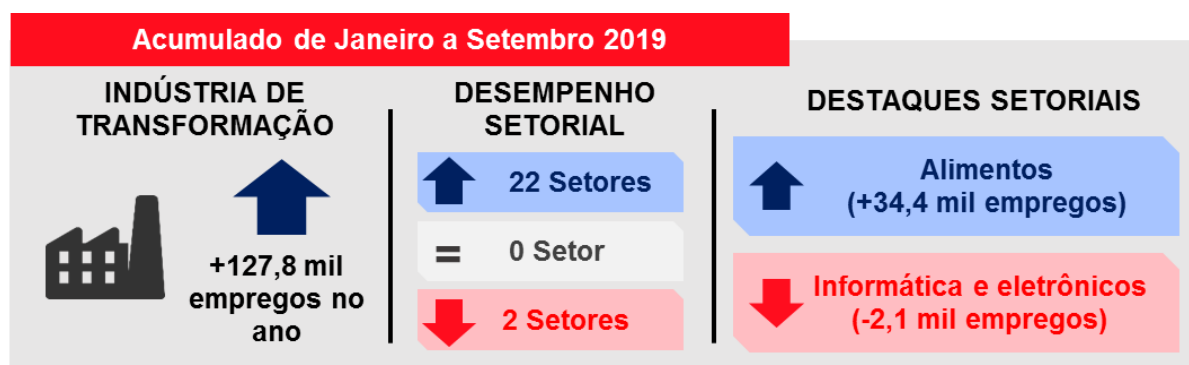 Acumulado de Janeiro a Setembro 2019
INDÚSTRIA DE
TRANSFORMAÇÃO
+127,8 mil
empregos no
ano
DESEMPENHO
SETORIAL
22 Setores
= 0 Setor
2 Setores
DESTAQUES SETORIAIS
Alimentos
(+34,4 mil empregos)
Informática e eletrônicos
(-2,1 mil empregos)